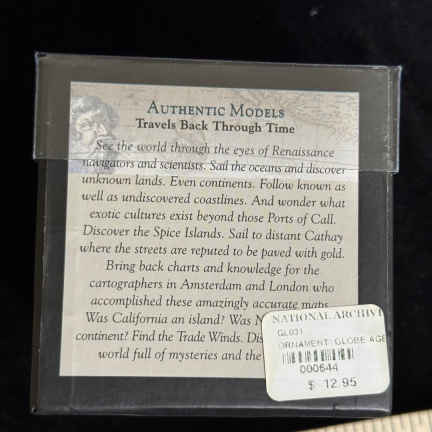 AUTHENTIC MODELS
Travels Back Through Time
See the world through the eyes of Renaissance
navigators and scientists. Sail the oceans and discover
unknown lands. Even continents. Follow known as
well as undiscovered coastlines. And wonder what
exotic cultures exist beyond those Ports of Call.
Discover the Spice Islands. Sail to distant Cathay
where the streets are reputed to be paved with gold.
Bring back charts and knowledge for the
cartographers in Amsterdam and London who
accomplished these amazingly accurate maps.
Was California an island? Was
continent? Find the Trade Winds.
world full of mysteries and the
NATIONAL ARCHIV
GL031
ORNAMENT: GLOBE AGE
000644
$ 12.95